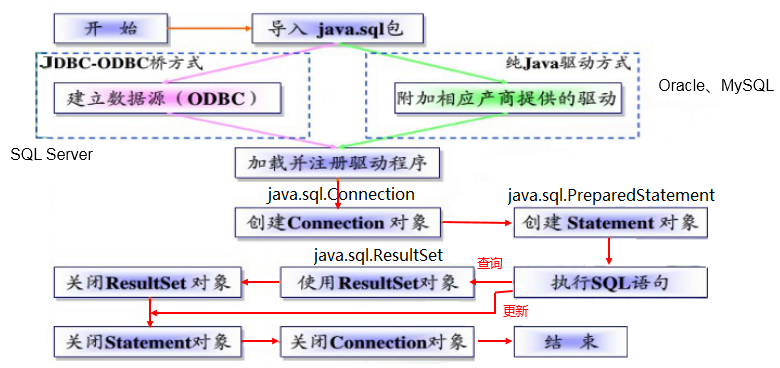 开 始
导入 java.sql包
JDBC-ODBC桥方式
纯Java驱动方式
建立数据源（ODBC）
附加相应产商提供的驱动
Oracle、MySQL
SQL Server
加载并注册驱动程序
java.sql.Connection
java.sql.PreparedStatement
创建Connection 对象
创建 Statement 对象
java.sql.ResultSet
查询
关闭ResultSet 对象
使用ResultSet对象
执行SQL语句
更新
关闭Statement对象
关闭Connection对象
结 束